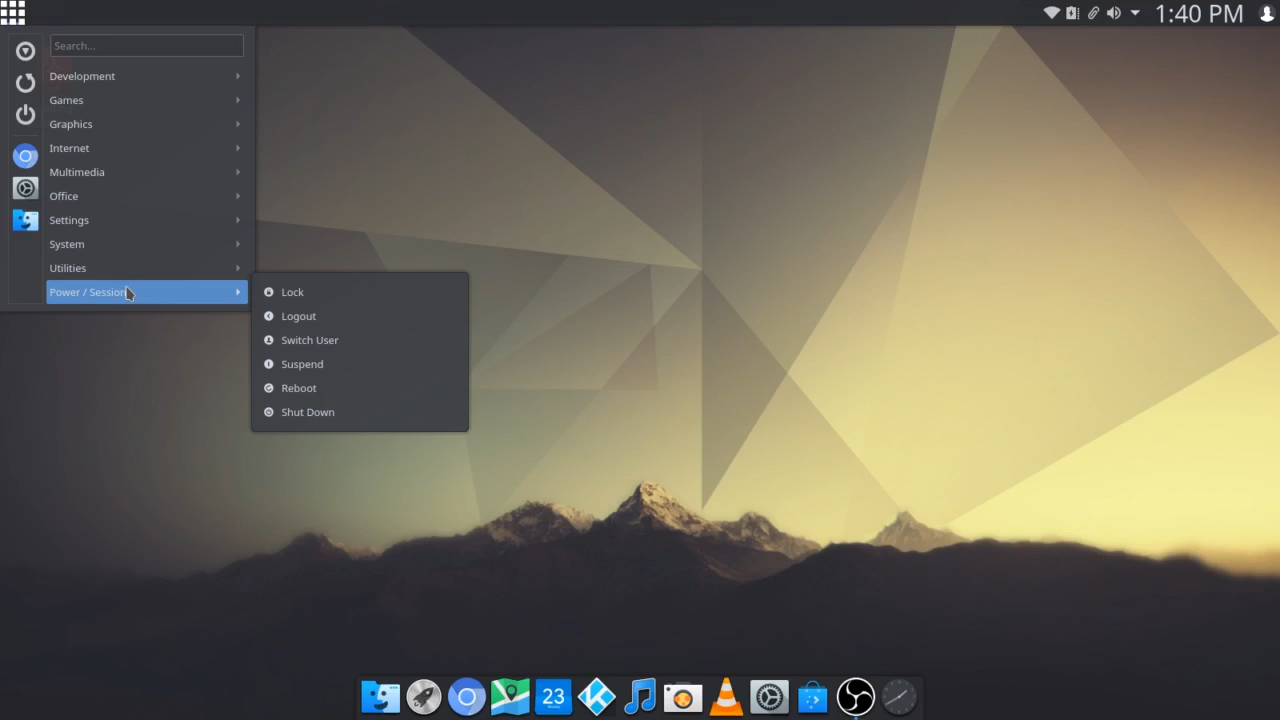 1:40 PM
Search...
Development
Games
Graphics
Internet
Multimedia
Office
Settings
System
Utilities
Power / Session
Lock
Logout
Switch User
Suspend
Reboot
Shut Down
23